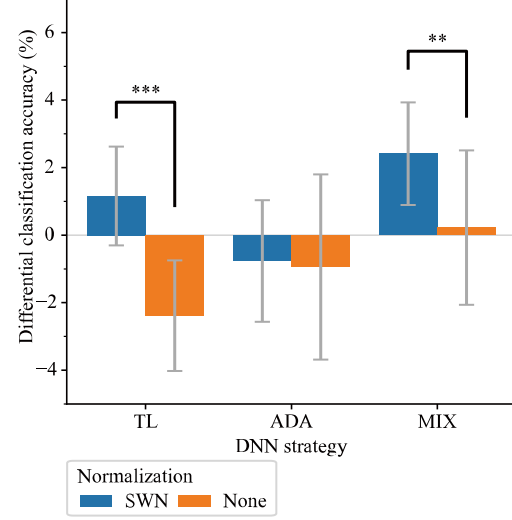 Differential classification accuracy (%)
6
4
2
0
−2
−4
***
**
TL ADA MIX
DNN strategy
Normalization
SWN None